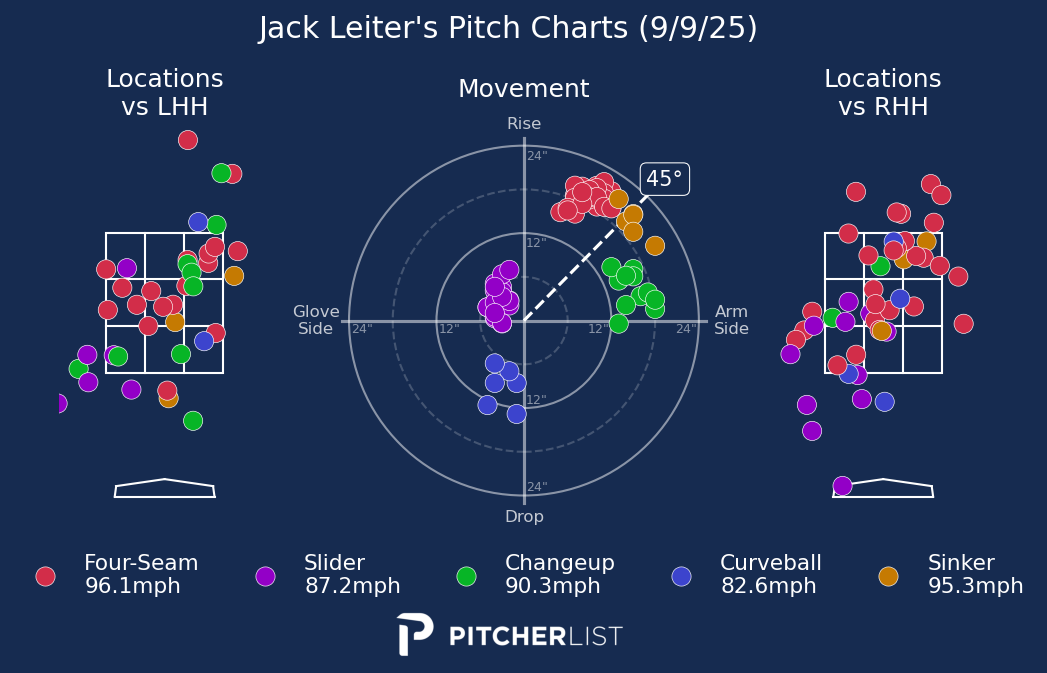 Jack Leiter's Pitch Charts (9/9/25)
Locations
vs LHH
Movement
Locations
vs RHH
Rise
24"
45°
12"
Glove
Side
24"
12"
12"
24"
Arm
Side
12"
24"
Drop
Four-Seam
96.1mph
Slider
87.2mph
Changeup
90.3mph
Curveball
82.6mph
Sinker
95.3mph
PITCHERLIST